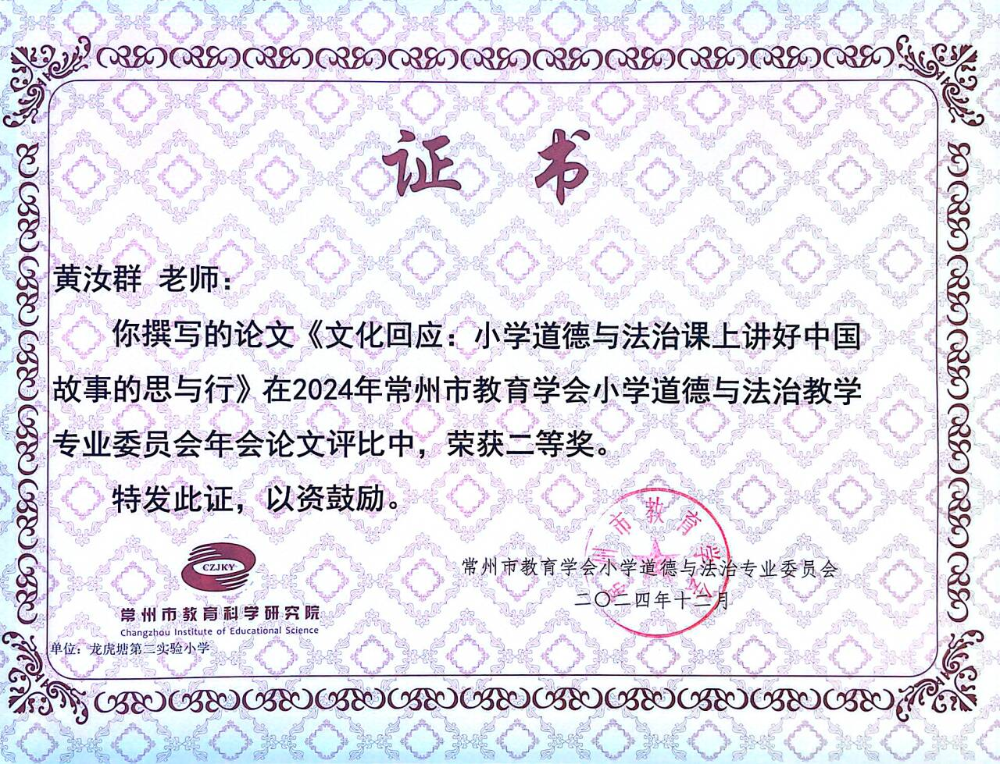 证 书
黄汝群 老师：
你撰写的论文《文化回应：小学道德与法治课上讲好中国
故事的思与行》在2024年常州市教育学会小学道德与法治教学
专业委员会年会论文评比中，荣获二等奖。
特发此证，以资鼓励。
CZJKY
常州市教育科学研究院
Changzhou Institute of Educational Science
单位：龙虎塘第二实验小学
常州市教育学会
常州市教育学会小学道德与法治专业委员会
二〇二四年十二月